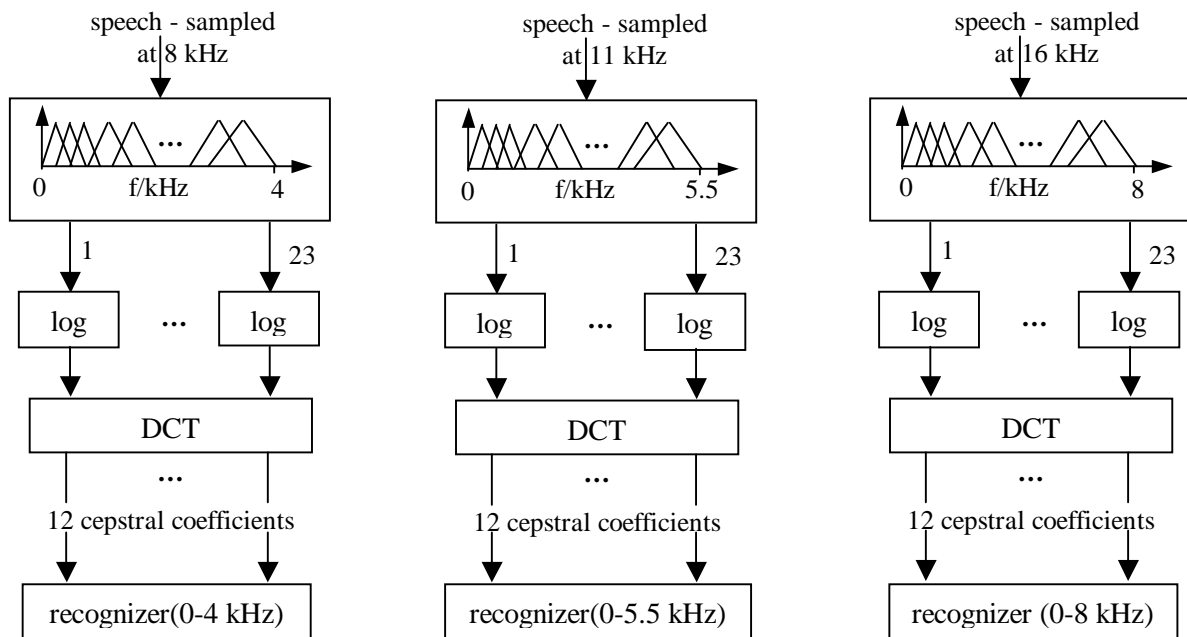 speech - sampled
at 8 kHz
...
0
f/kHz
4
1
23
log
...
log
DCT
...
12 cepstral coefficients
recognizer(0-4 kHz)
speech - sampled
at 11 kHz
...
0
f/kHz
5.5
1
23
log
...
log
DCT
...
12 cepstral coefficients
recognizer(0-5.5 kHz)
speech - sampled
at 16 kHz
...
0
f/kHz
8
1
23
log
...
log
DCT
...
12 cepstral coefficients
recognizer (0-8 kHz)